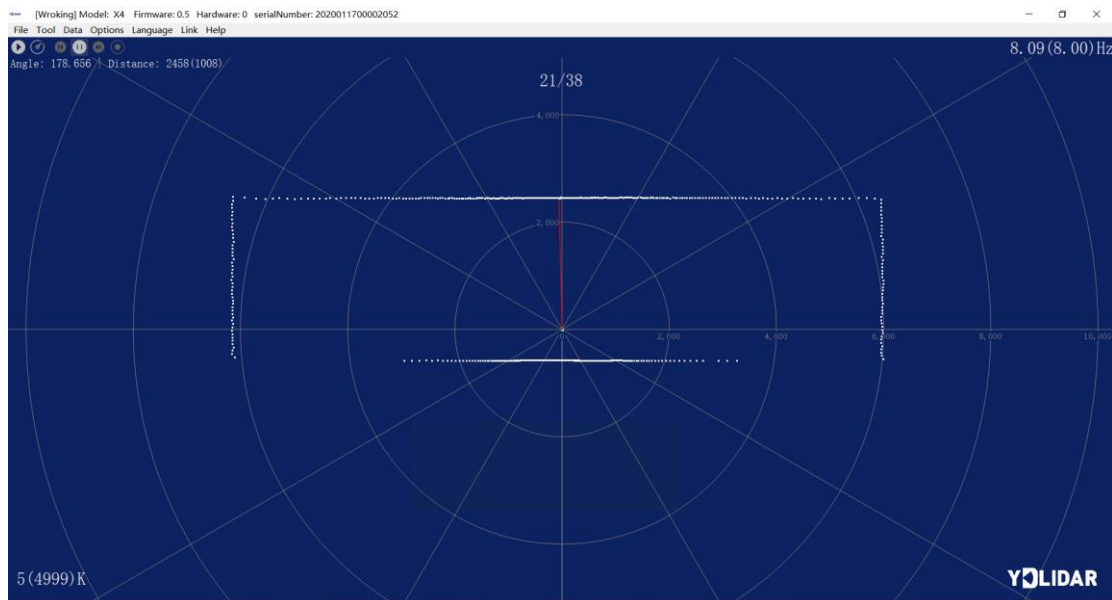 [Wroking] Model: X4 Firmware: 0.5 Hardware: 0 serialNumber: 2020011700002052
File Tool Data Options Language Link Help
8.09(8.00)Hz
Angle: 178.656 | Distance: 2458(1008)
21/38
4,000
2,000
0
2,000
4,000
6,000
8,000
10,000
5(4999)K
YDLIDAR